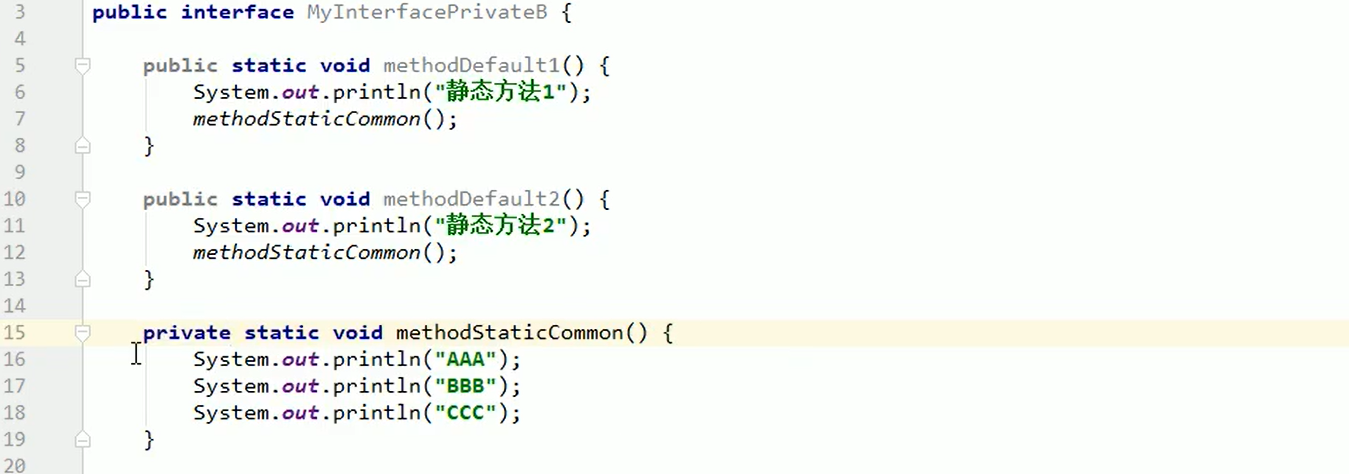 3 public interface MyInterfacePrivateB {
4
5     public static void methodDefault1() {
6         System.out.println("静态方法1");
7         methodStaticCommon();
8     }
9
10     public static void methodDefault2() {
11         System.out.println("静态方法2");
12         methodStaticCommon();
13     }
14
15     private static void methodStaticCommon() {
16         System.out.println("AAA");
17         System.out.println("BBB");
18         System.out.println("CCC");
19     }
20